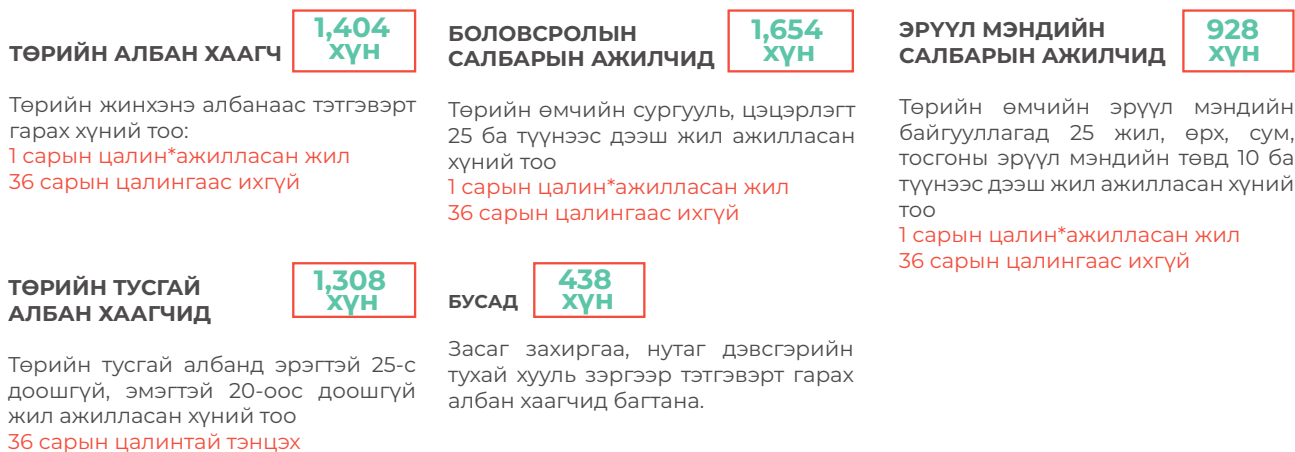 ТӨРИЙН АЛБАН ХААГЧ
1,404
ХҮН
Төрийн жинхэнэ албанаас тэтгэвэрт
гарах хүний тоо:
1 сарын цалин*ажилласан жил
36 сарын цалингаас ихгүй
БОЛОВСРОЛЫН
САЛБАРЫН АЖИЛЧИД
1,654
ХҮН
Төрийн өмчийн сургууль, цэцэрлэгт
25 ба түүнээс дээш жил ажилласан
хүний тоо
1 сарын цалин*ажилласан жил
36 сарын цалингаас ихгүй
ЭРҮҮЛ МЭНДИЙН
САЛБАРЫН АЖИЛЧИД
928
ХҮН
Төрийн өмчийн эрүүл мэндийн
байгууллагад 25 жил, өрх, сум,
тосгоны эрүүл мэндийн төвд 10 ба
түүнээс дээш жил ажилласан хүний
тоо
1 сарын цалин*ажилласан жил
36 сарын цалингаас ихгүй
ТӨРИЙН ТУСГАЙ
АЛБАН ХААГЧИД
1,308
ХҮН
Төрийн тусгай албанд эрэгтэй 25-с
доошгүй, эмэгтэй 20-оос доошгүй
жил ажилласан хүний тоо
36 сарын цалинтай тэнцэх
БУСАД
438
ХҮН
Засаг захиргаа, нутаг дэвсгэрийн
тухай хууль зэргээр тэтгэвэрт гарах
албан хаагчид багтана.